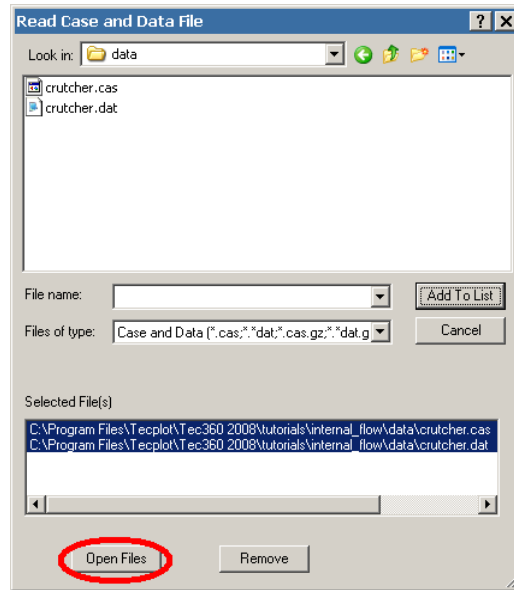 Read Case and Data File
Look in: data
crutcher.cas
crutcher.dat
File name:
Add To List
Files of type: Case and Data (*.cas;*.*dat;*.cas.gz;*.*dat.g
Cancel
Selected File(s)
C:\Program Files\Tecplot\Tec360 2008\tutorials\internal_flow\data\crutcher.cas
C:\Program Files\Tecplot\Tec360 2008\tutorials\internal_flow\data\crutcher.dat
Open Files Remove